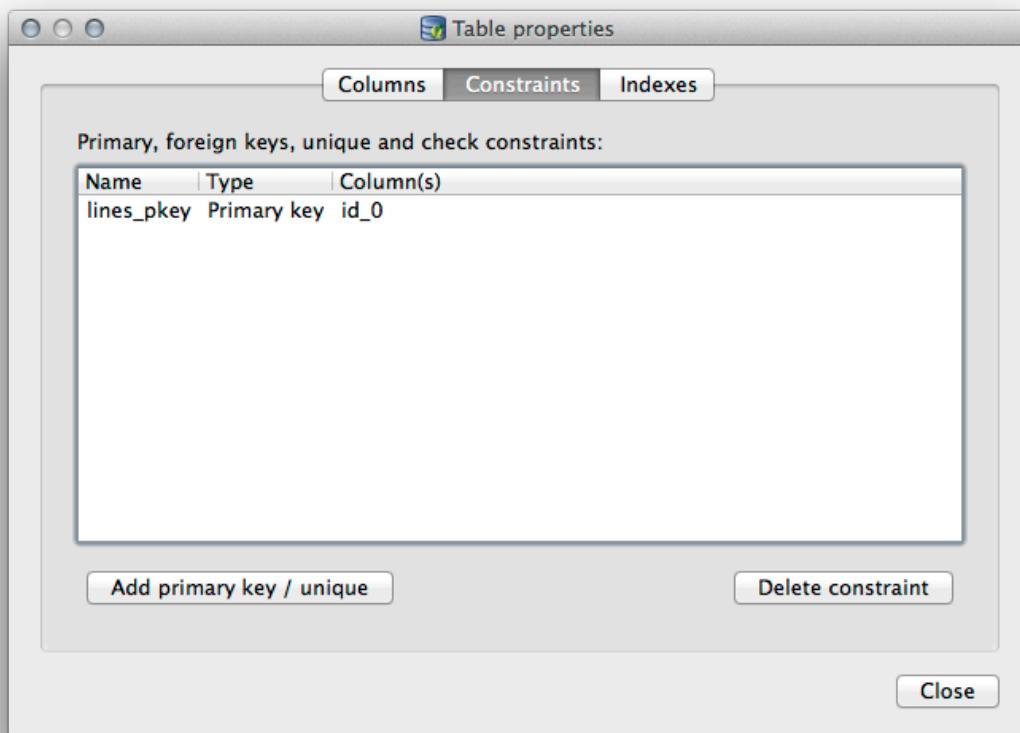 Table properties
Columns Constraints Indexes
Primary, foreign keys, unique and check constraints:
Name Type Column(s)
lines_pkey Primary key id_0
Add primary key / unique Delete constraint
Close